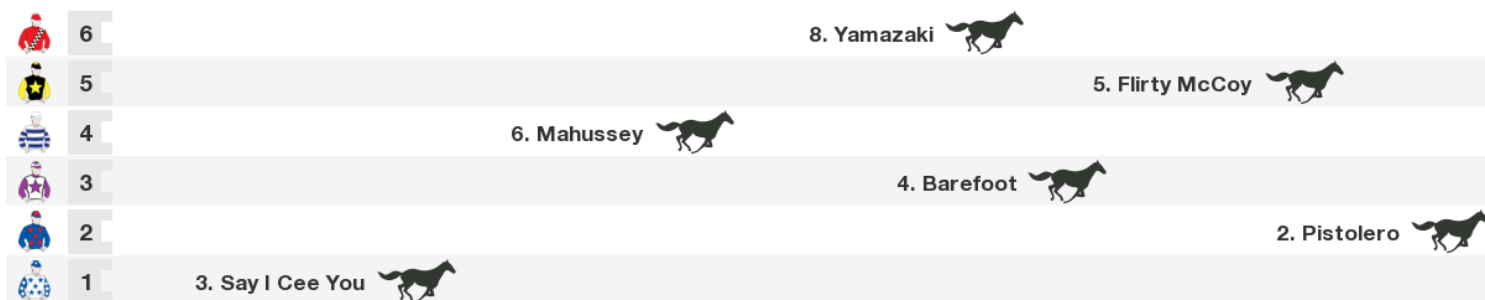 6 8. Yamazaki
5 5. Flirty McCoy
4 6. Mahussey
3 4. Barefoot
2 2. Pistolero
1 3. Say I Cee You